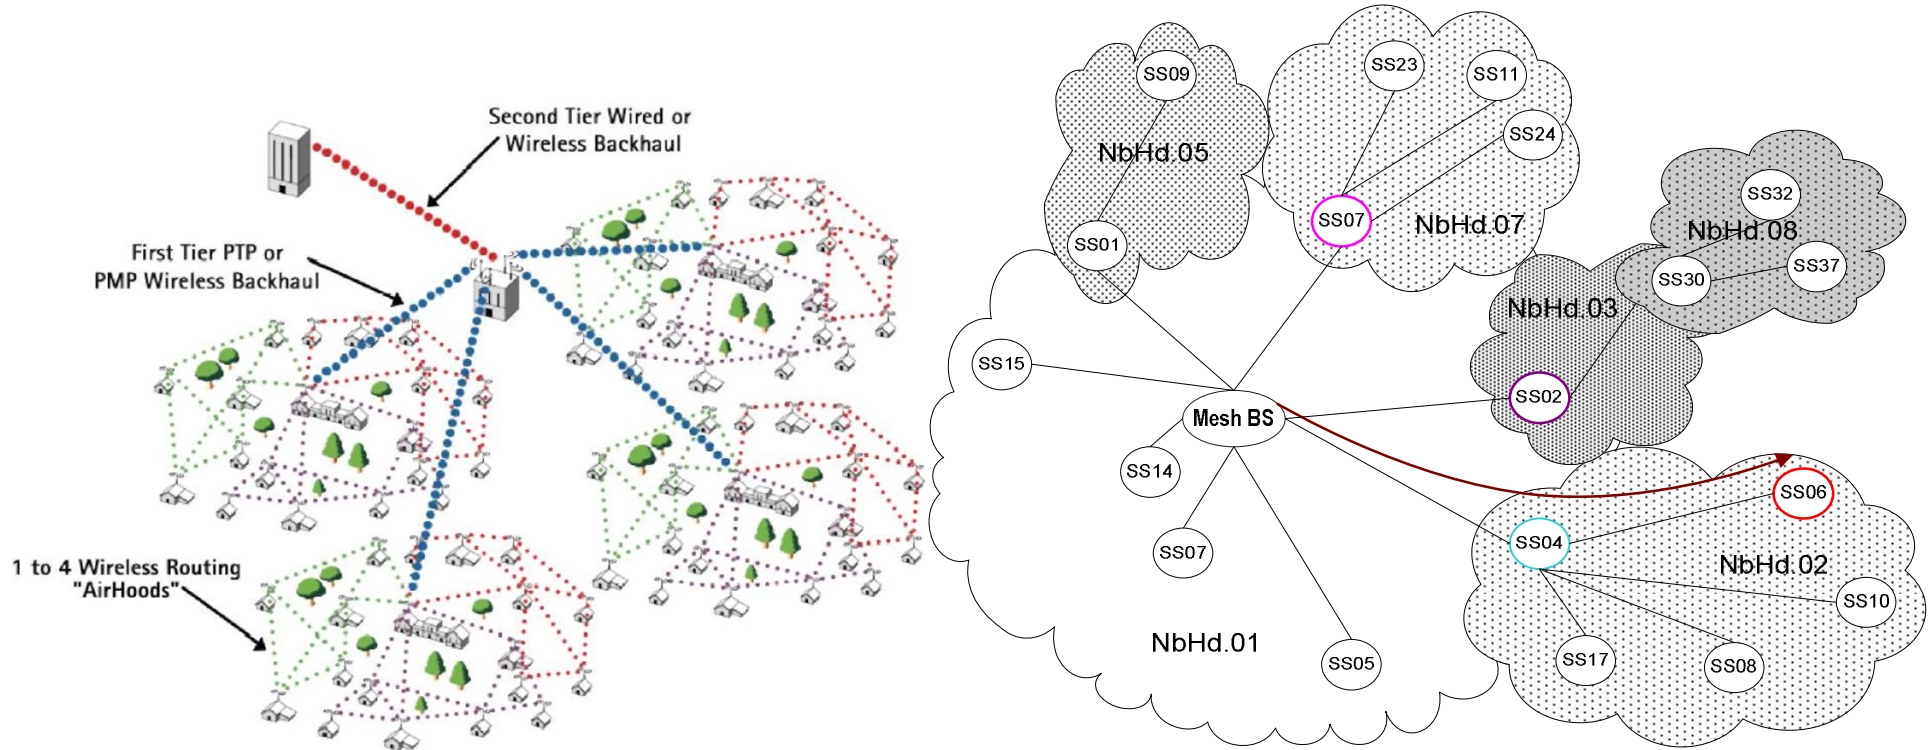 Second Tier Wired or
Wireless Backhaul
First Tier PTP or
PMP Wireless Backhaul
1 to 4 Wireless Routing
"AirHoods"
SS09
NbHd.05
SS01
SS23
SS11
SS24
SS07
NbHd.07
SS32
NbHd.08
SS30
SS37
NbHd.03
SS02
SS15
Mesh BS
SS14
SS07
SS05
NbHd.01
SS06
SS04
NbHd.02
SS10
SS17
SS08